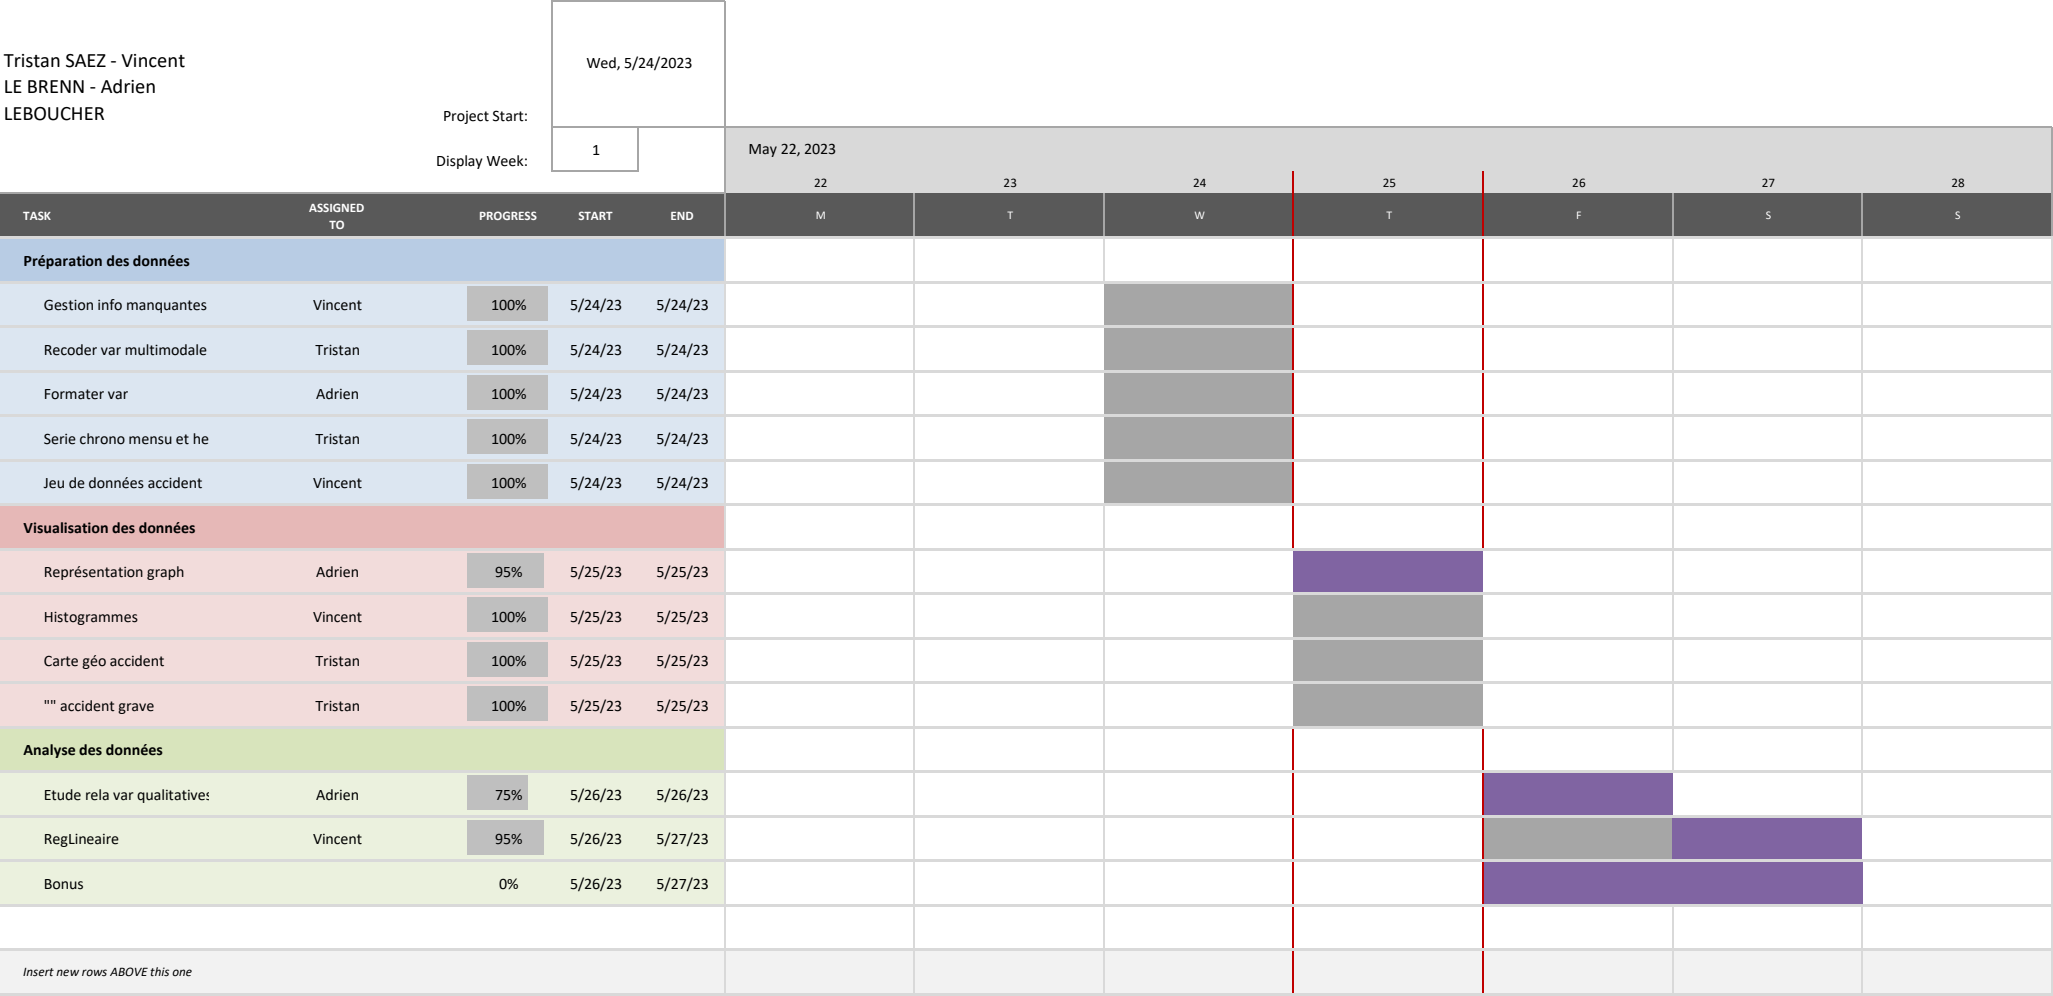 Tristan SAEZ - Vincent
LE BRENN - Adrien
LEBOUCHER
Project Start:
Wed, 5/24/2023
Display Week:
1
May 22, 2023
22 23 24 25 26 27 28
TASK ASSIGNED TO PROGRESS START END M T W T F S S
Préparation des données
Gestion info manquantes Vincent 100% 5/24/23 5/24/23
Recoder var multimodale Tristan 100% 5/24/23 5/24/23
Formater var Adrien 100% 5/24/23 5/24/23
Serie chrono mensu et he Tristan 100% 5/24/23 5/24/23
Jeu de données accident Vincent 100% 5/24/23 5/24/23
Visualisation des données
Représentation graph Adrien 95% 5/25/23 5/25/23
Histogrammes Vincent 100% 5/25/23 5/25/23
Carte géo accident Tristan 100% 5/25/23 5/25/23
"" accident grave Tristan 100% 5/25/23 5/25/23
Analyse des données
Etude rela var qualitatives Adrien 75% 5/26/23 5/26/23
RegLineaire Vincent 95% 5/26/23 5/27/23
Bonus 0% 5/26/23 5/27/23
Insert new rows ABOVE this one